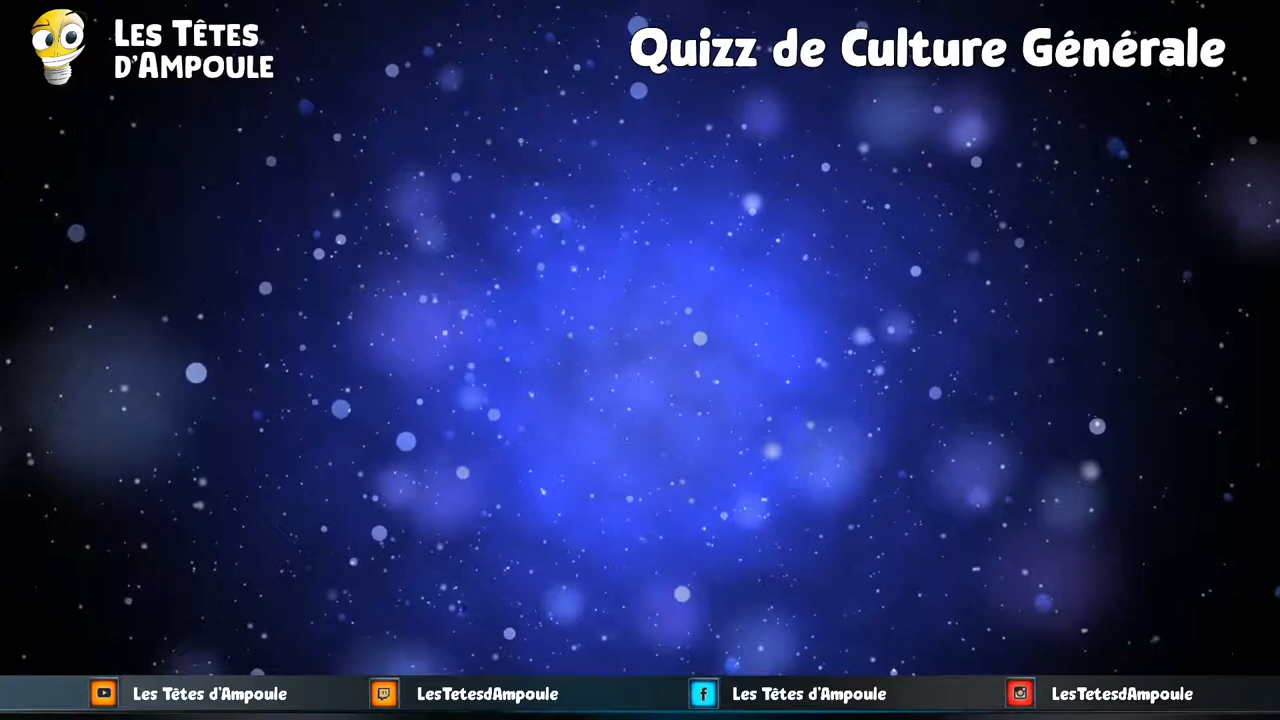 Les Têtes
d'Ampoule
Quizz de Culture Générale
Les Têtes d'Ampoule
LesTetesdAmpoule
Les Têtes d'Ampoule
LesTetesdAmpoule